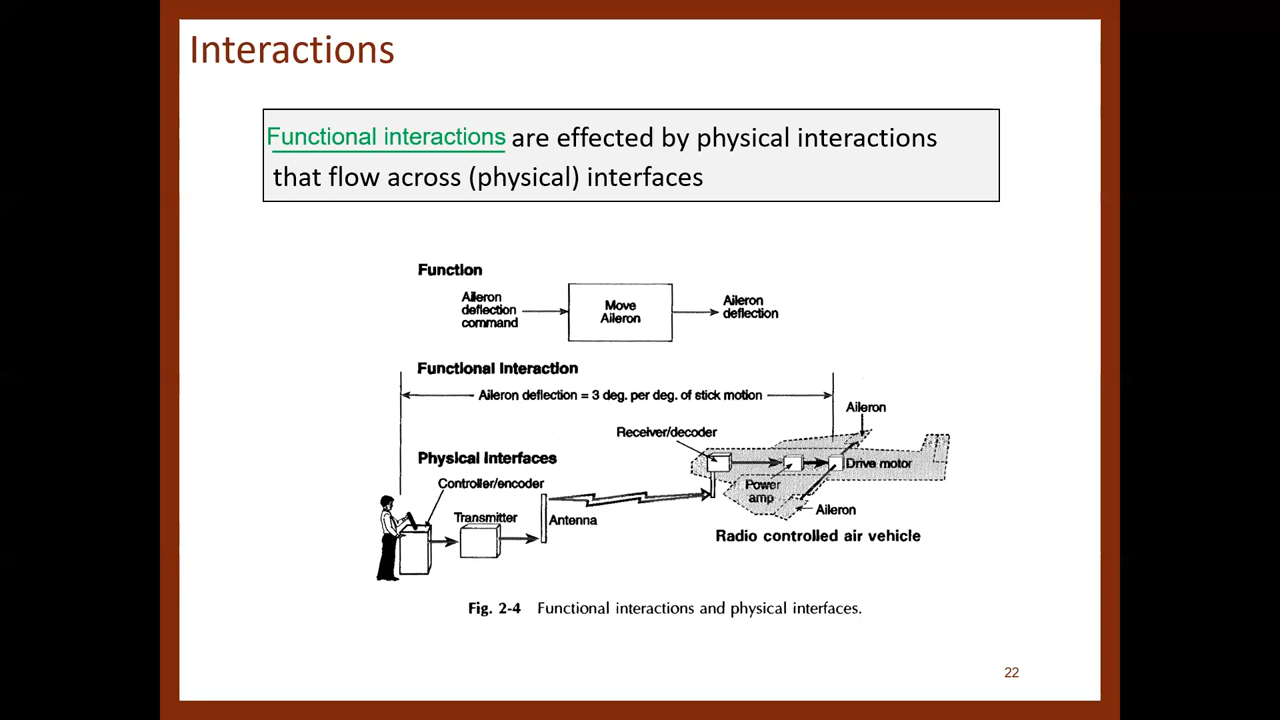 Interactions
Functional interactions are effected by physical interactions
that flow across (physical) interfaces
Function
Aileron
deflection
command
Move
Aileron
Aileron
deflection
Functional Interaction
Aileron deflection = 3 deg. per deg. of stick motion
Aileron
Receiver/decoder
Physical Interfaces
Drive motor
Controller/encoder
Power
amp
Transmitter
Antenna
Aileron
Radio controlled air vehicle
Fig. 2-4 Functional interactions and physical interfaces.
22